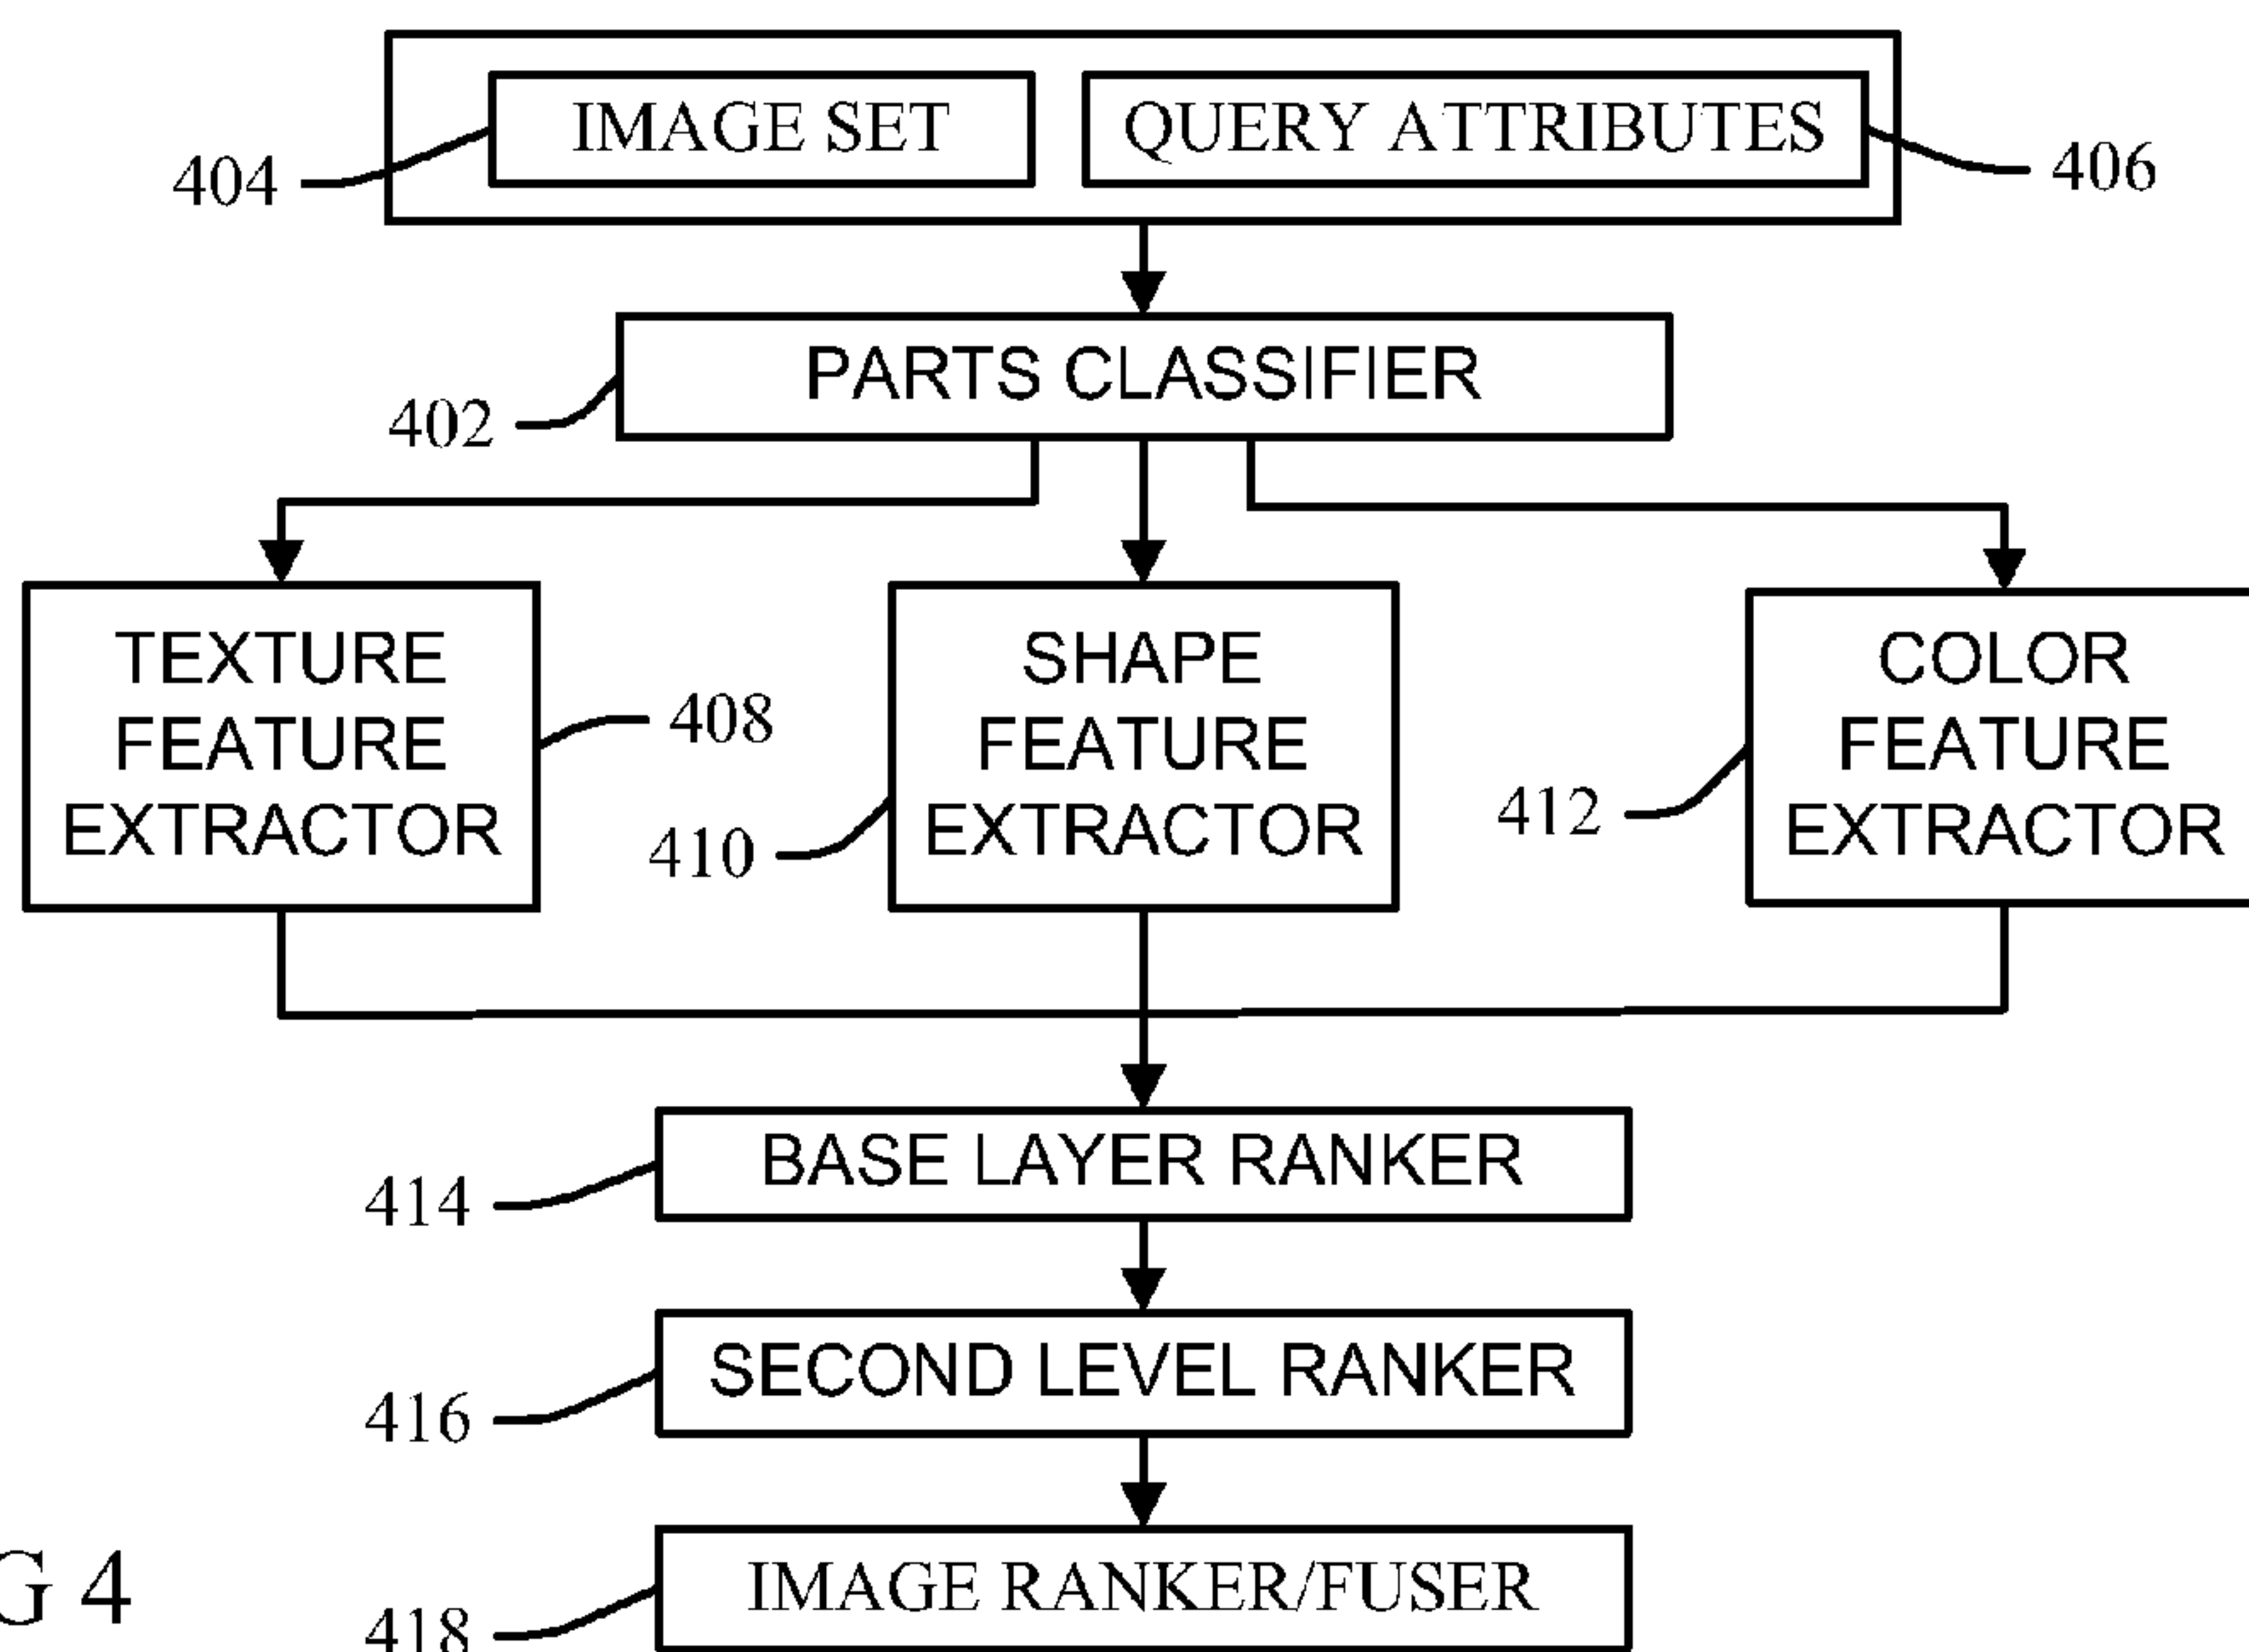 IMAGE SET
QUERY ATTRIBUTES
404
406
PARTS CLASSIFIER
402
TEXTURE
FEATURE
EXTRACTOR
408
SHAPE
FEATURE
EXTRACTOR
410
COLOR
FEATURE
EXTRACTOR
412
BASE LAYER RANKER
414
SECOND LEVEL RANKER
416
IMAGE RANKER/FUSER
418
G 4